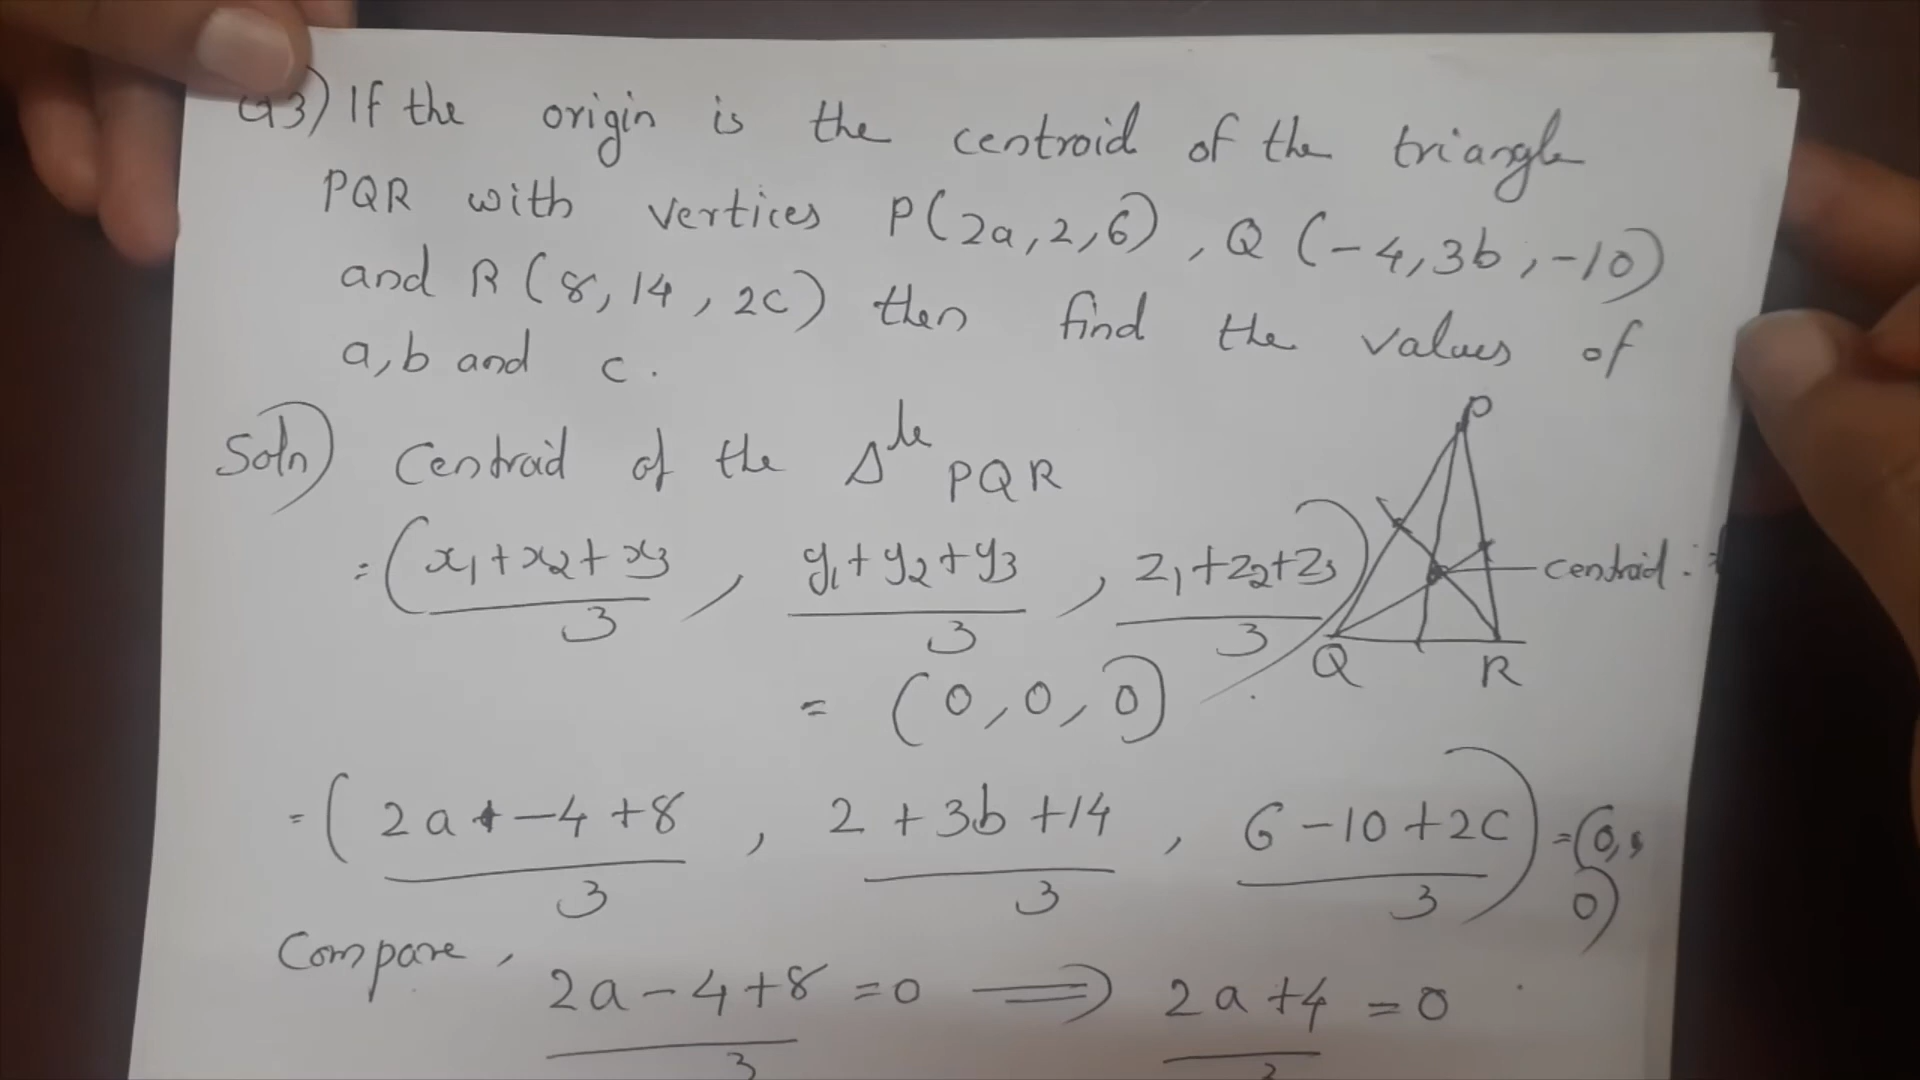 Q3) If the origin is the centroid of the triangle
PQR with vertices P(2a,2,6), Q(-4,3b,-10)
and R(8,14,2c) then find the values of
a,b and c.
Soln) Centroid of the Δle PQR
= (x1+x2+x3/3, y1+y2+y3/3, z1+z2+z3/3)
= (0,0,0)
= (2a+-4+8/3, 2+3b+14/3, 6-10+2c/3) = (0,
0)
Compare,
2a-4+8/3 =0 ⟹ 2a+4/3 =0
P
centroid :
Q R